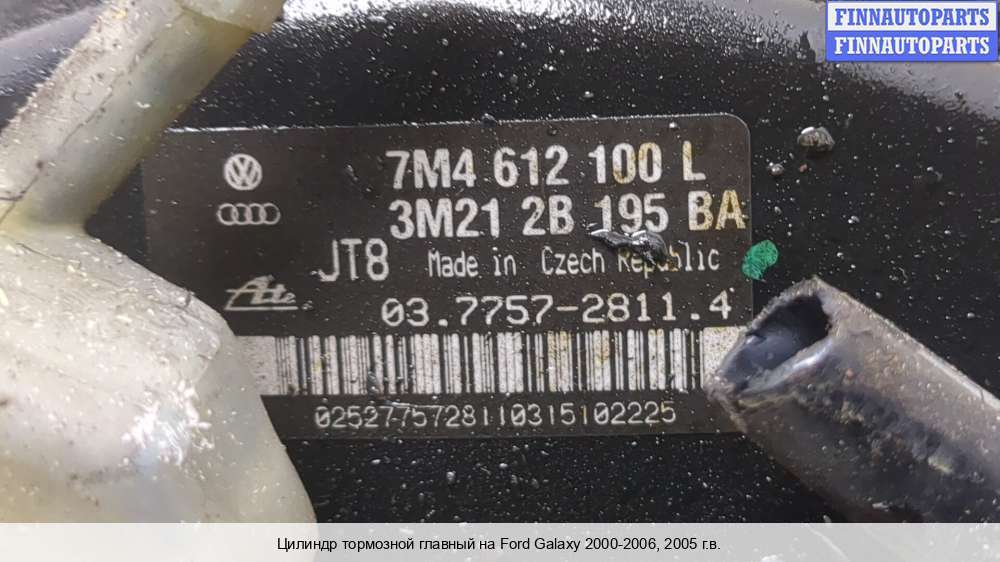 FINNAUTOPARTS
FINNAUTOPARTS
7M4 612 100 L
3M21 2B 195 BA
JT8 Made in Czech Republic
Ate
03.7757-2811.4
0252775728110315102225
Цилиндр тормозной главный на Ford Galaxy 2000-2006, 2005 г.в.